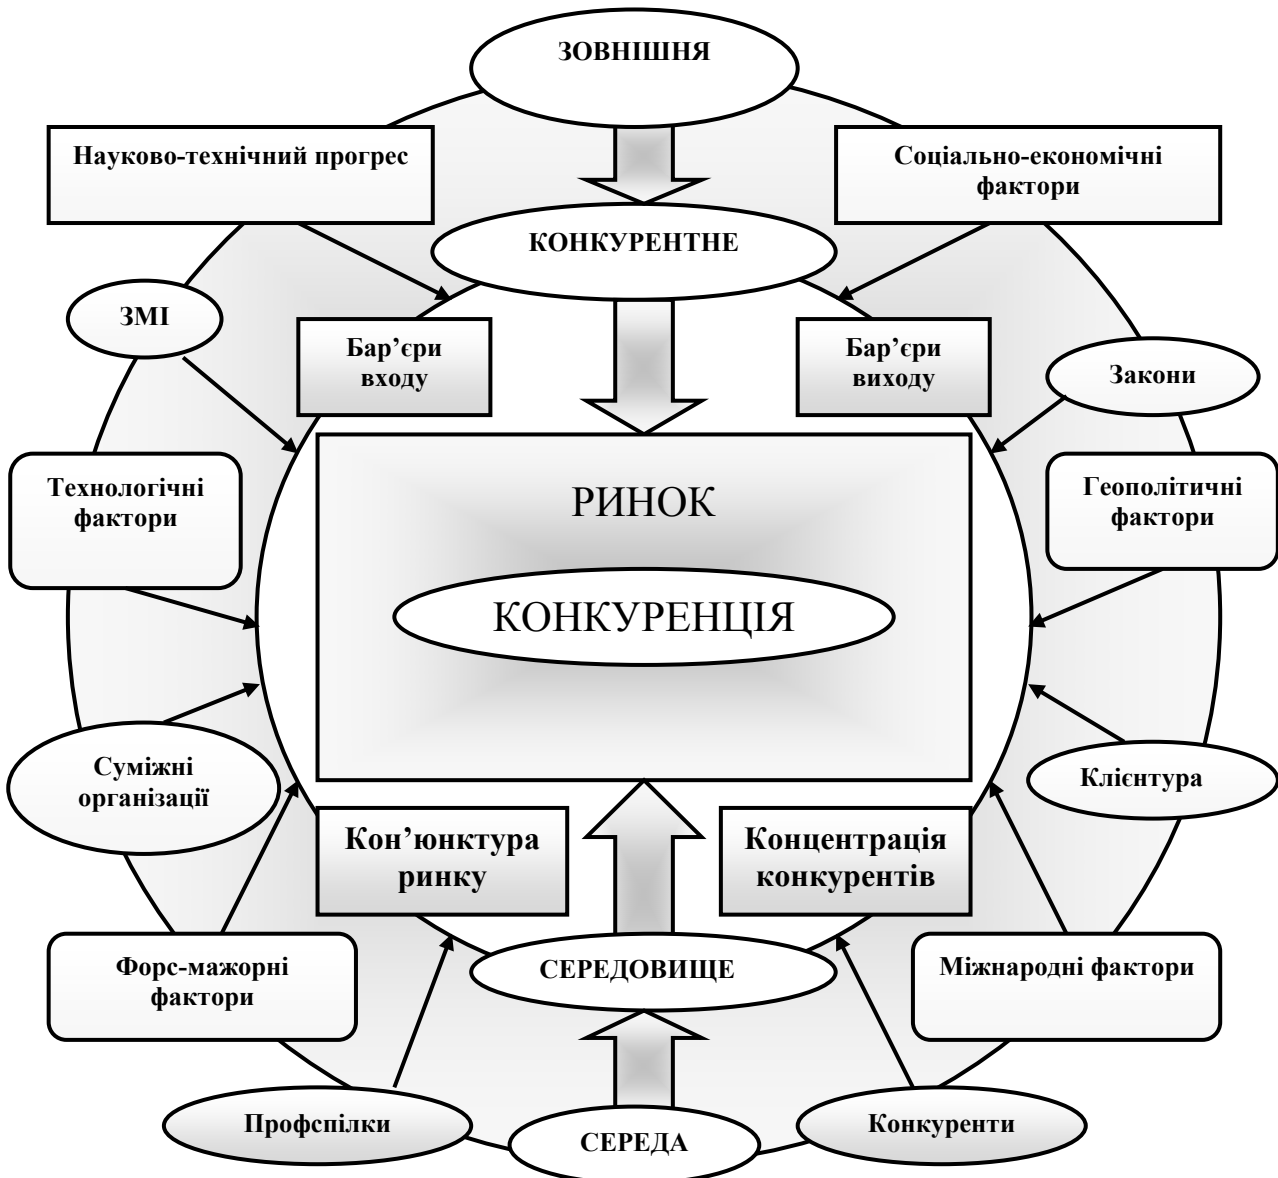 ЗОВНІШНЯ
Науково-технічний прогрес
Соціально-економічні
фактори
КОНКУРЕНТНЕ
ЗМІ
Бар’єри
входу
Бар’єри
виходу
Закони
Технологічні
фактори
РИНОК
Геополітичні
фактори
КОНКУРЕНЦІЯ
Суміжні
організації
Клієнтура
Кон’юнктура
ринку
Концентрація
конкурентів
Форс-мажорні
фактори
СЕРЕДОВИЩЕ
Міжнародні фактори
Профспілки
СЕРЕДА
Конкуренти